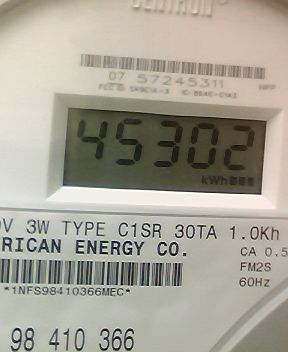 CENTRON
07 57245311
45302
kWh
V 3W TYPE C1SR 30TA 1.0Kh
RICAN ENERGY CO.
CA 0.5
FM2S
60Hz
*1NFS98410366MEC*
98 410 366